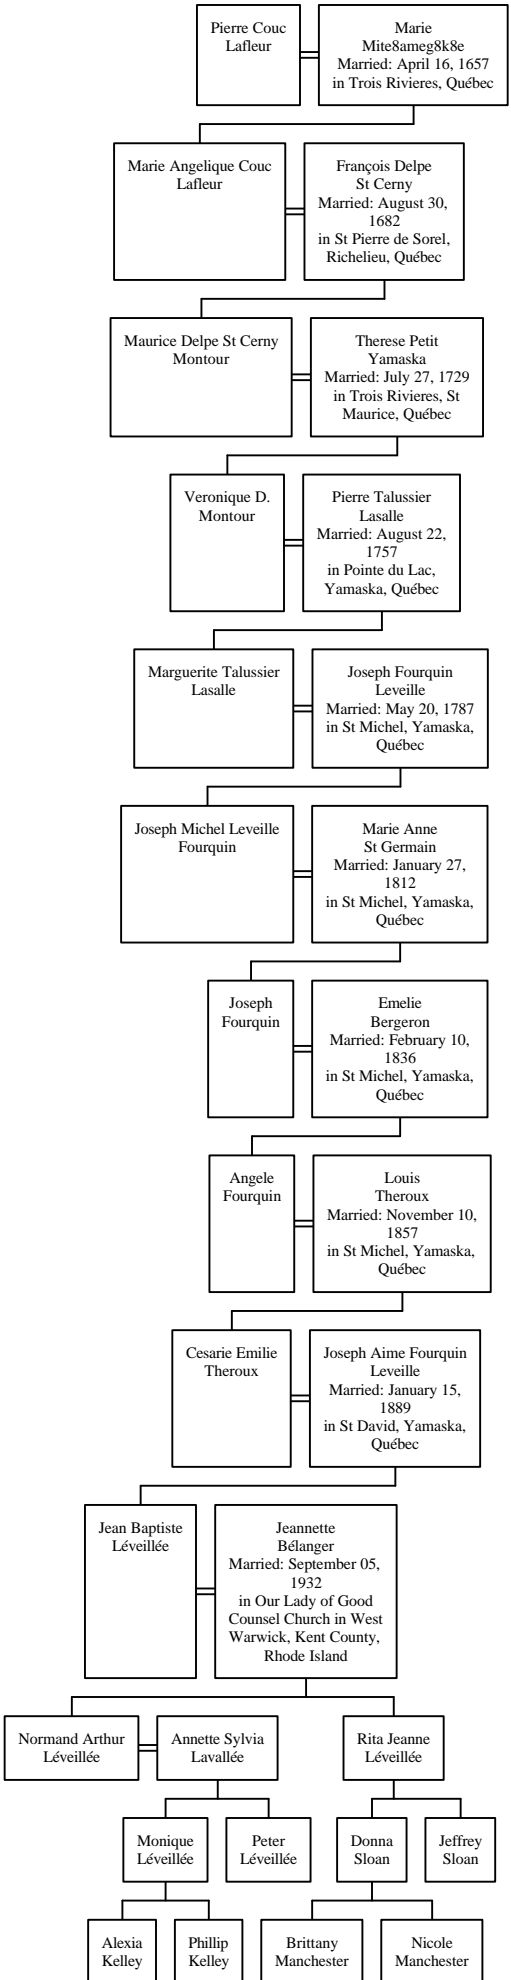 Pierre Couc
Lafleur
Marie
Mite8ameg8k8e
Married: April 16, 1657
in Trois Rivieres, Québec
Marie Angelique Couc
Lafleur
François Delpe
St Cerny
Married: August 30,
1682
in St Pierre de Sorel,
Richelieu, Québec
Maurice Delpe St Cerny
Montour
Therese Petit
Yamaska
Married: July 27, 1729
in Trois Rivieres, St
Maurice, Québec
Veronique D.
Montour
Pierre Talussier
Lasalle
Married: August 22,
1757
in Pointe du Lac,
Yamaska, Québec
Marguerite Talussier
Lasalle
Joseph Fourquin
Leveille
Married: May 20, 1787
in St Michel, Yamaska,
Québec
Joseph Michel Leveille
Fourquin
Marie Anne
St Germain
Married: January 27,
1812
in St Michel, Yamaska,
Québec
Joseph
Fourquin
Emelie
Bergeron
Married: February 10,
1836
in St Michel, Yamaska,
Québec
Angele
Fourquin
Louis
Theroux
Married: November 10,
1857
in St Michel, Yamaska,
Québec
Cesarie Emilie
Theroux
Joseph Aime Fourquin
Leveille
Married: January 15,
1889
in St David, Yamaska,
Québec
Jean Baptiste
Léveillée
Jeannette
Bélanger
Married: September 05,
1932
in Our Lady of Good
Counsel Church in West
Warwick, Kent County,
Rhode Island
Normand Arthur
Léveillée
Annette Sylvia
Lavallée
Rita Jeanne
Léveillée
Monique
Léveillée
Peter
Léveillée
Donna
Sloan
Jeffrey
Sloan
Alexia
Kelley
Phillip
Kelley
Brittany
Manchester
Nicole
Manchester